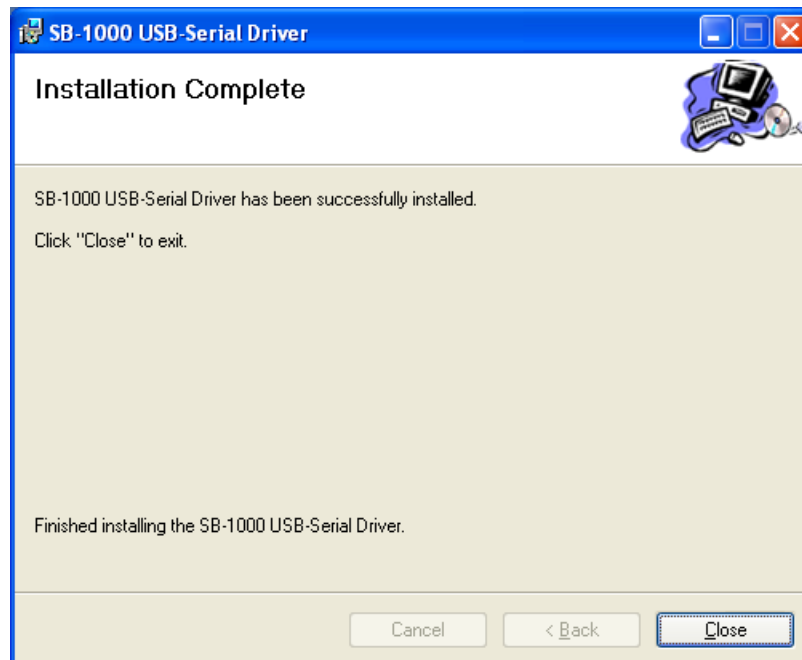 SB-1000 USB-Serial Driver
Installation Complete
SB-1000 USB-Serial Driver has been successfully installed.
Click "Close" to exit.
Finished installing the SB-1000 USB-Serial Driver.
Cancel
< Back
Close